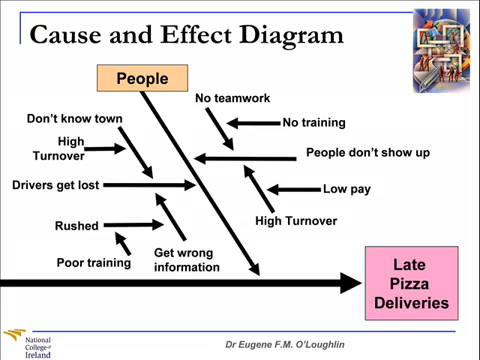 Cause and Effect Diagram
People
No teamwork
Don't know town
No training
High
Turnover
People don't show up
Drivers get lost
Low pay
High Turnover
Rushed
Get wrong
information
Poor training
Late
Pizza
Deliveries
National
College of
Ireland
Dr Eugene F.M. O'Loughlin